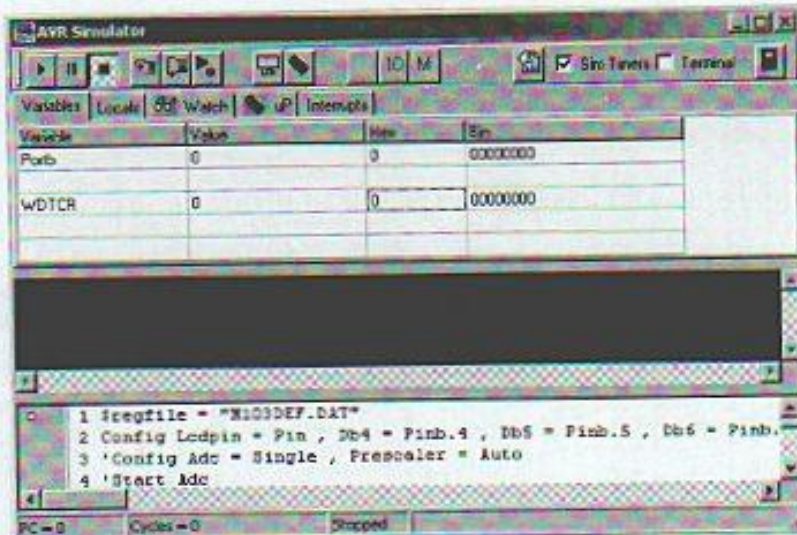 AVR Simulator
IO M Sim Timers Terminal
Variables Locals Watch uP Interrupts
Variable Value Hex Bin
Portb 0 0 00000000
WDTCR 0 0 00000000
1 $regfile = "M103DEF.DAT"
2 Config Lcdpin = Pin , Db4 = Pinb.4 , Db5 = Pinb.5 , Db6 = Pinb.
3 'Config Adc = Single , Prescaler = Auto
4 'Start Adc
PC = 0 Cycles = 0 Stopped